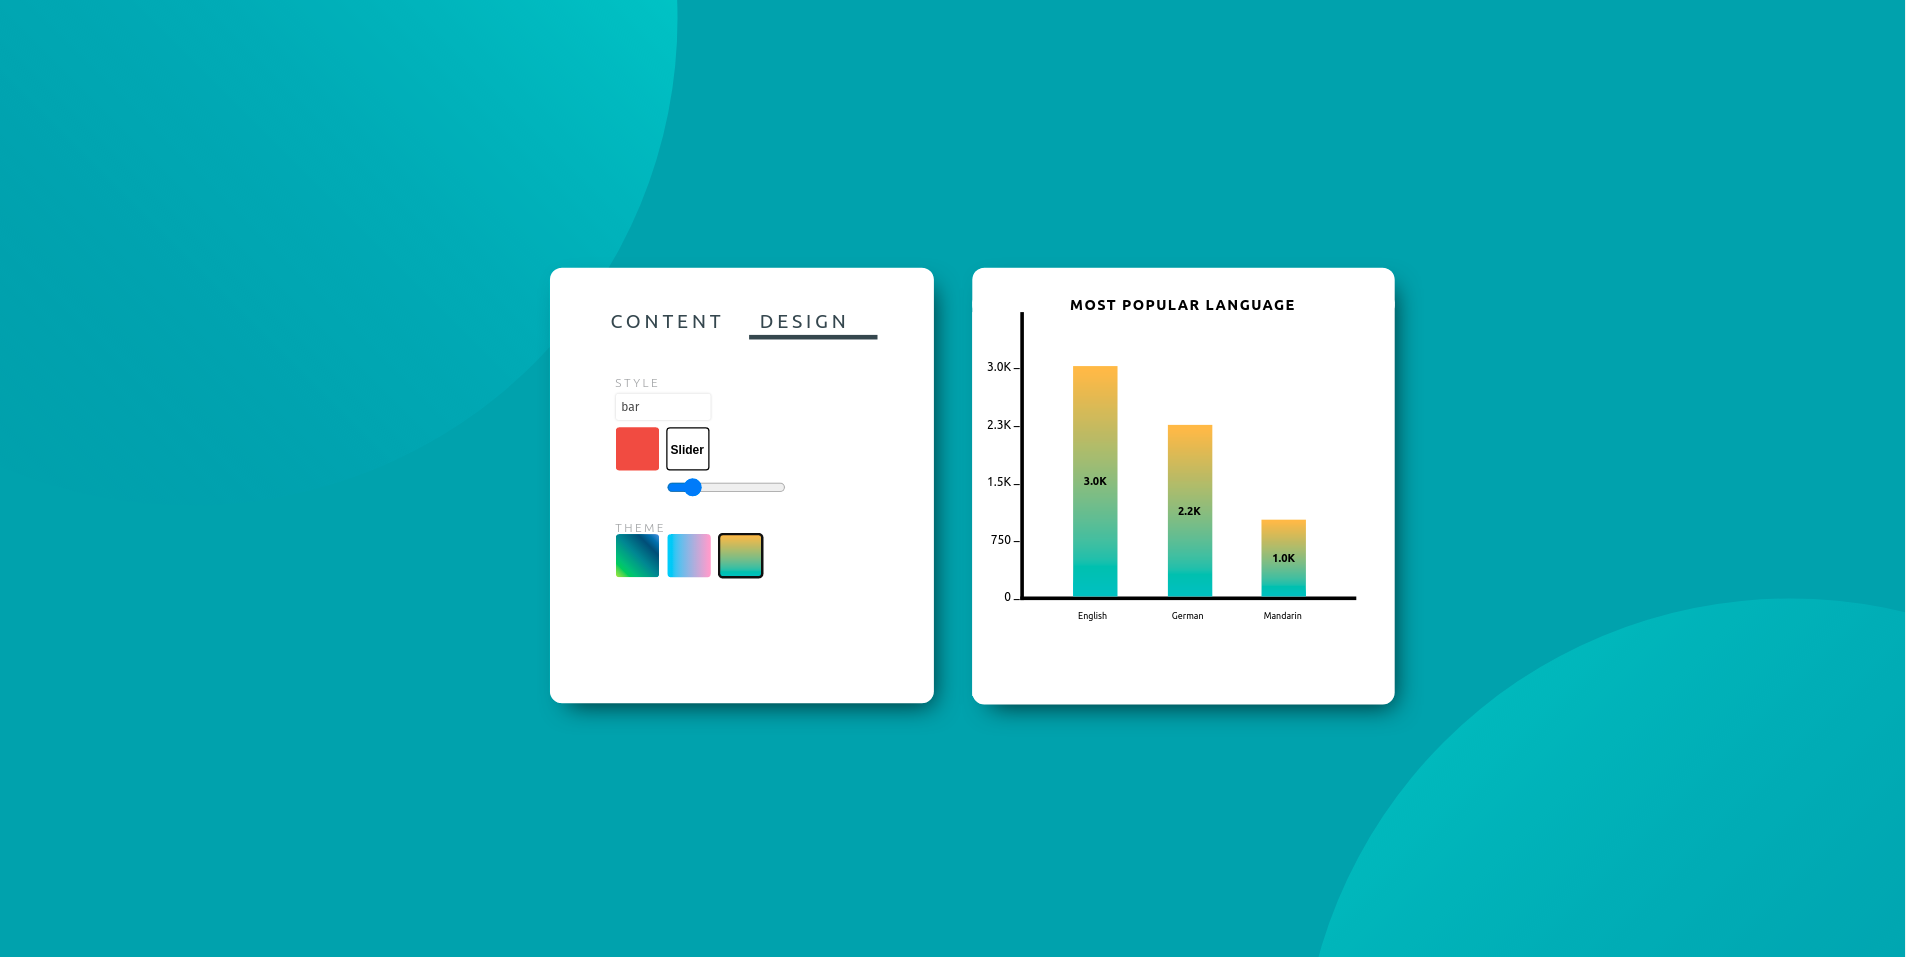 CONTENT DESIGN
STYLE
bar
Slider
THEME
MOST POPULAR LANGUAGE
3.0K
2.3K
1.5K
750
0
3.0K
2.2K
1.0K
English German Mandarin